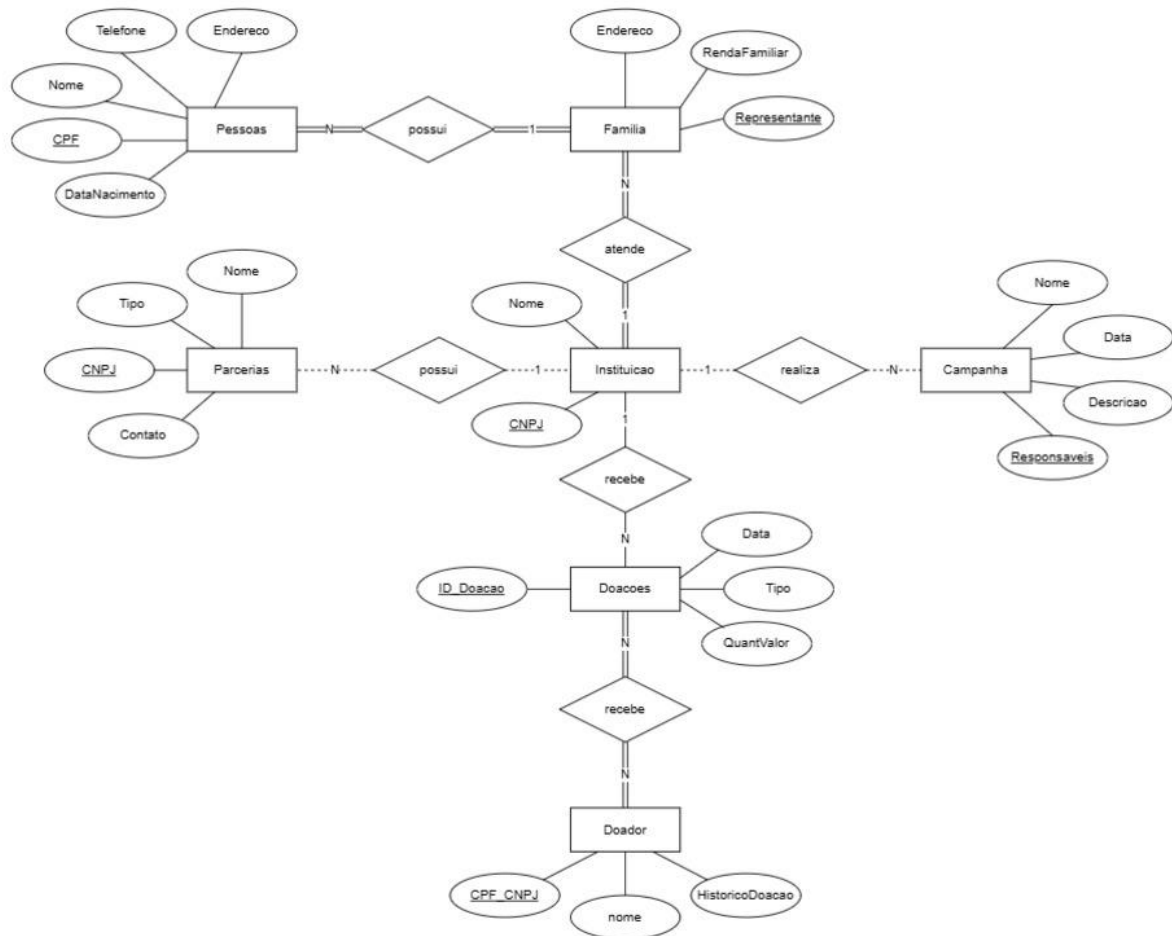 Telefone
Endereco
Nome
CPF
DataNacimento
Pessoas
N
possui
1
Familia
Endereco
RendaFamiliar
Representante
N
atende
1
Nome
Tipo
CNPJ
Contato
Parcerias
N
possui
1
Instituicao
Nome
CNPJ
1
realiza
N
Campanha
Nome
Data
Descricao
Responsaveis
1
recebe
N
ID_Doacao
Doacoes
Data
Tipo
QuantValor
N
recebe
N
Doador
CPF_CNPJ
nome
HistoricoDoacao